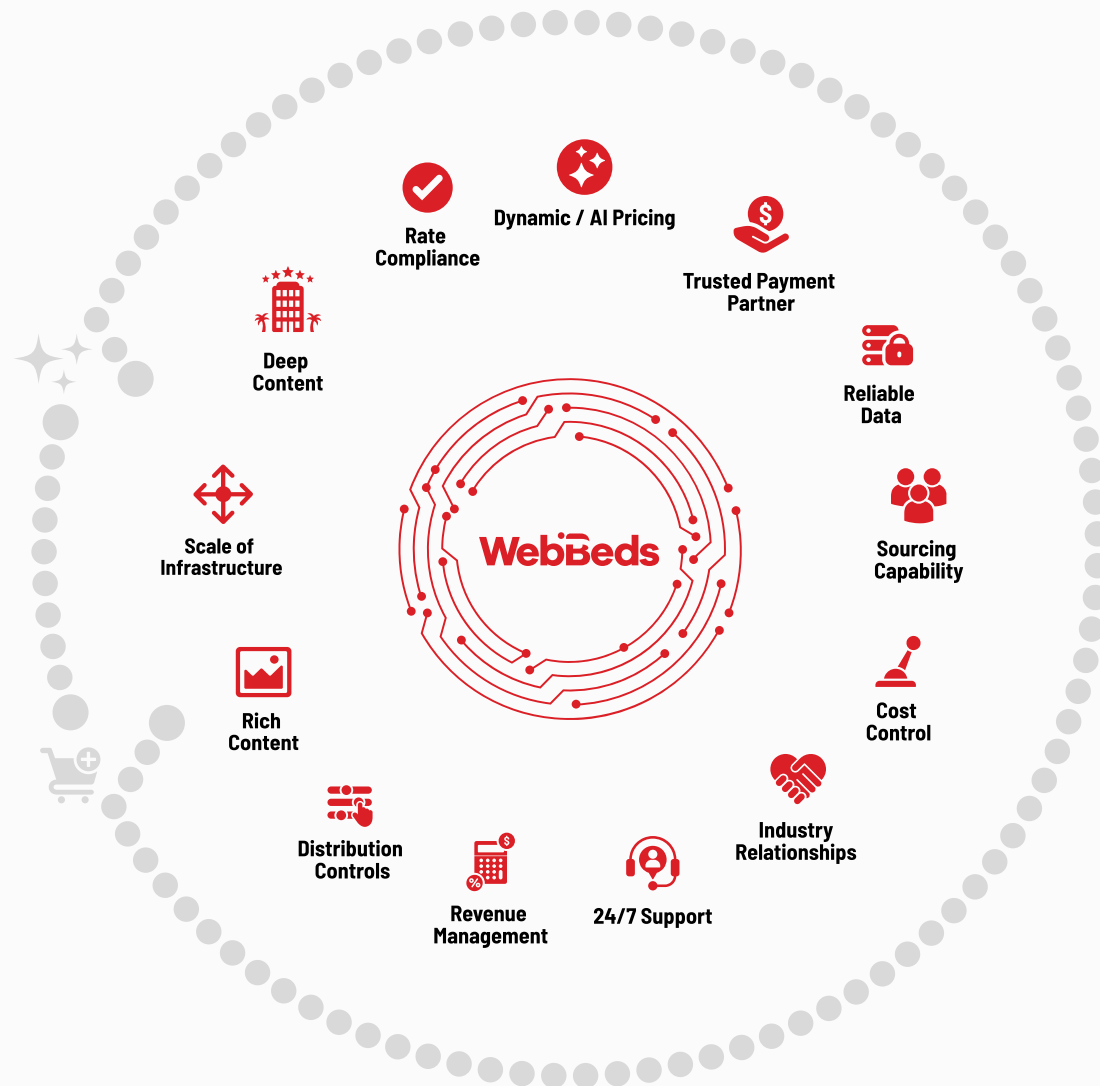 Dynamic / AI Pricing
Rate
Compliance
Trusted Payment
Partner
Deep
Content
Reliable
Data
Scale of
Infrastructure
WebBeds
Sourcing
Capability
Rich
Content
Cost
Control
Distribution
Controls
Industry
Relationships
Revenue
Management
24/7 Support
$
$
%